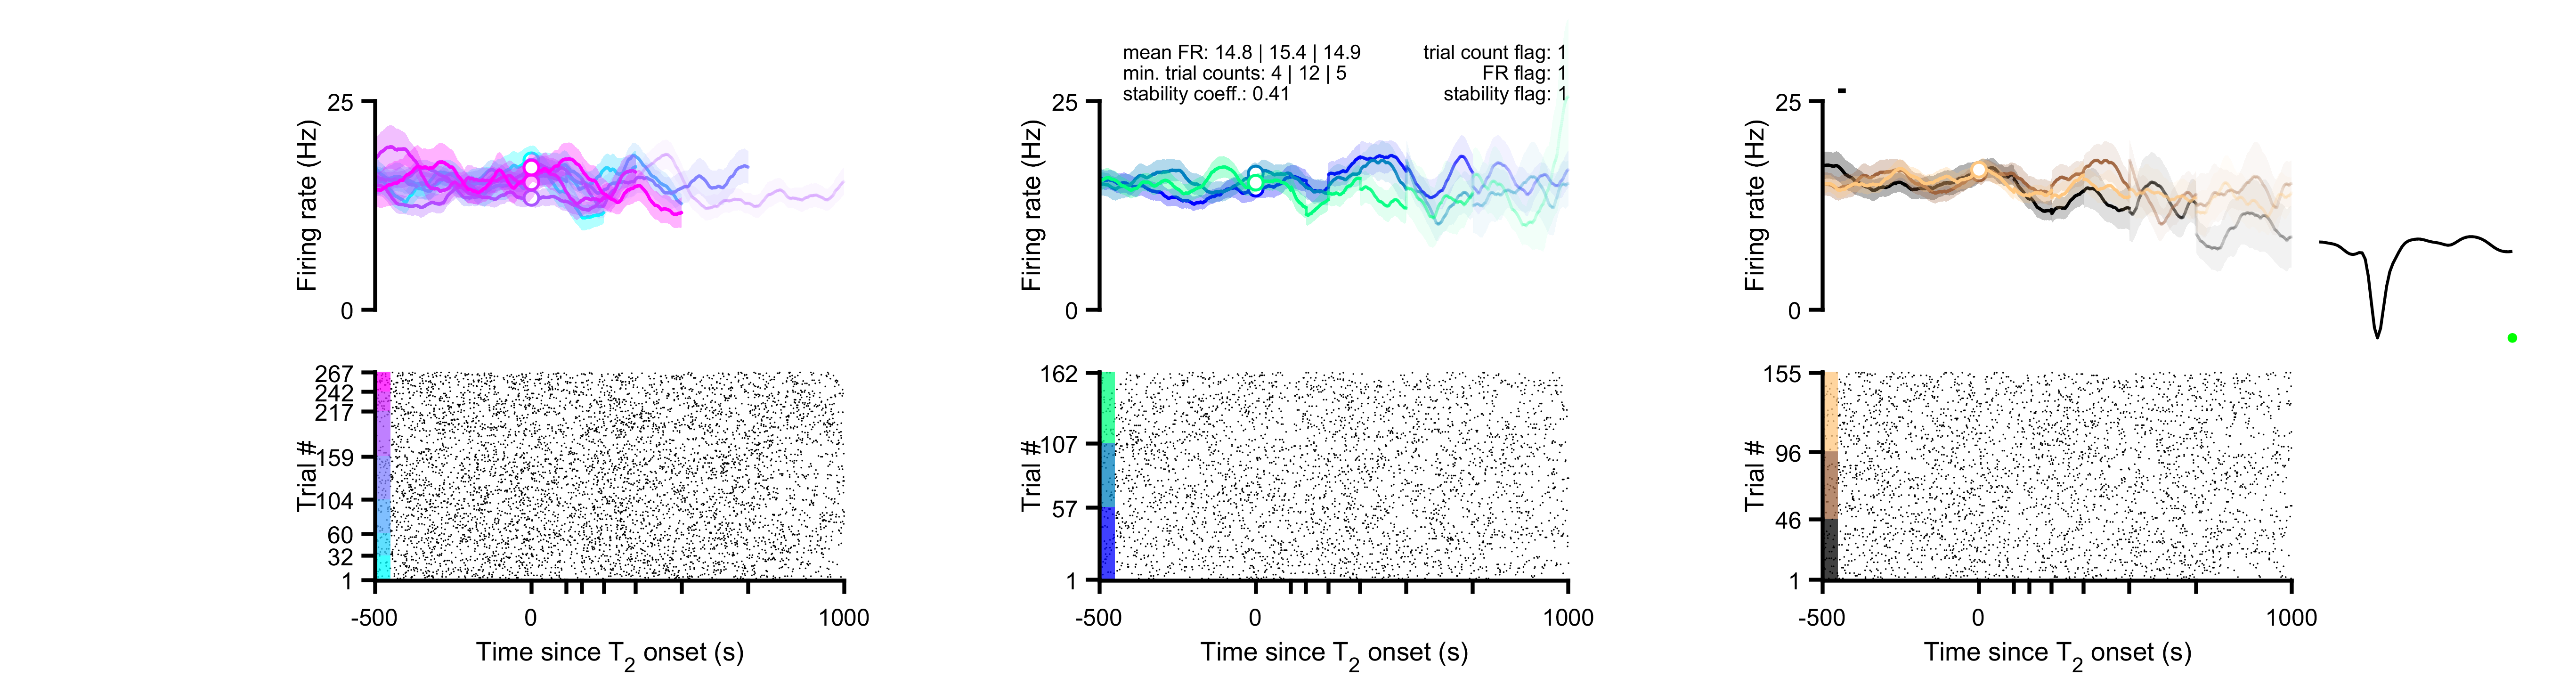 mean FR: 14.8 | 15.4 | 14.9
min. trial counts: 4 | 12 | 5
stability coeff.: 0.41
trial count flag: 1
FR flag: 1
stability flag: 1
25
0
Firing rate (Hz)
267
242
217
159
104
60
32
1
Trial #
-500
0
1000
Time since T2 onset (s)
25
0
Firing rate (Hz)
162
107
57
1
Trial #
-500
0
1000
Time since T2 onset (s)
25
0
Firing rate (Hz)
155
96
46
1
Trial #
-500
0
1000
Time since T2 onset (s)